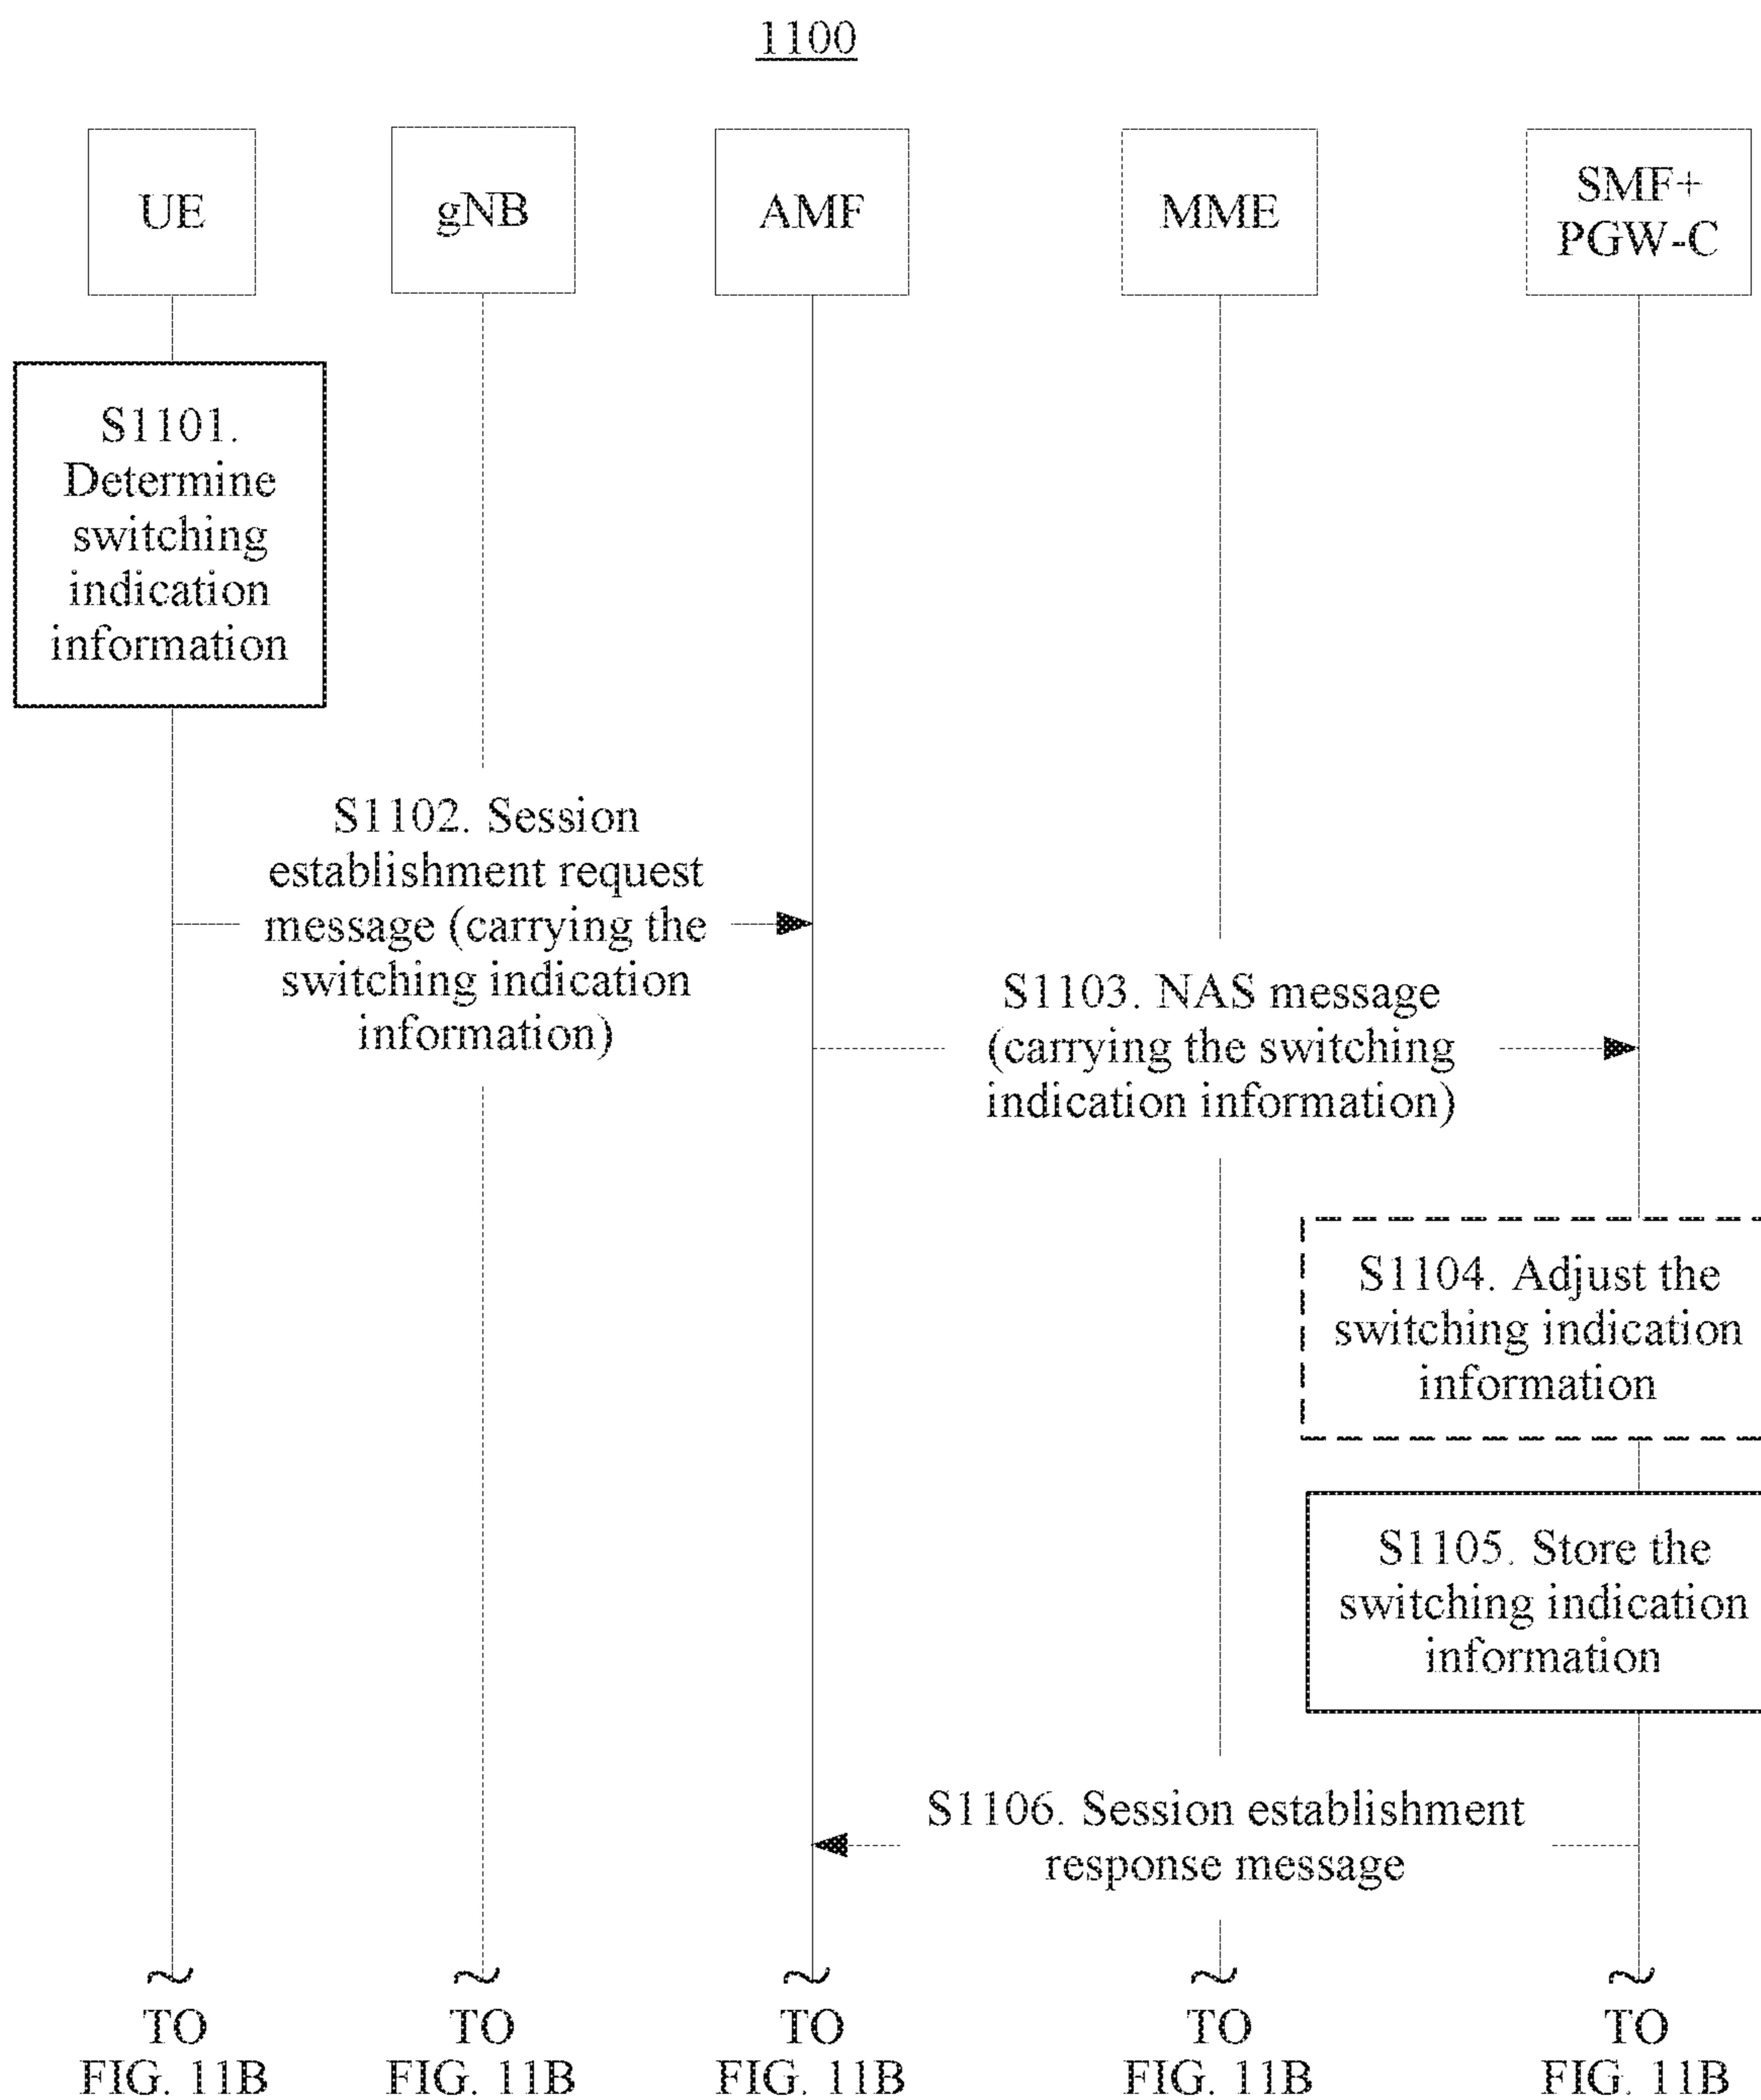 1100
UE
gNB
AMF
MME
SMF+
PGW-C
S1101.
Determine
switching
indication
information
S1102. Session
establishment request
message (carrying the
switching indication
information)
S1103. NAS message
(carrying the switching
indication information)
S1104. Adjust the
switching indication
information
S1105. Store the
switching indication
information
S1106. Session establishment
response message
TO
FIG. 11B
TO
FIG. 11B
TO
FIG. 11B
TO
FIG. 11B
TO
FIG. 11B